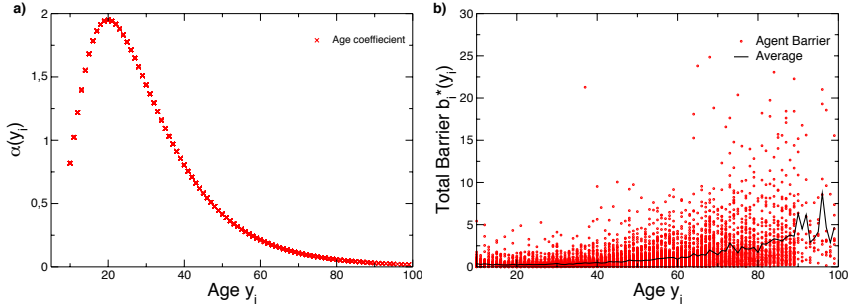 a)
2
1,5
1
0,5
0
α(y_i)
× Age coeffiecient
20 40 60 80 100
Age y_i
b)
30
25
20
15
10
5
0
Total Barrier b_i*(y_i)
Agent Barrier
Average
20 40 60 80 100
Age y_i